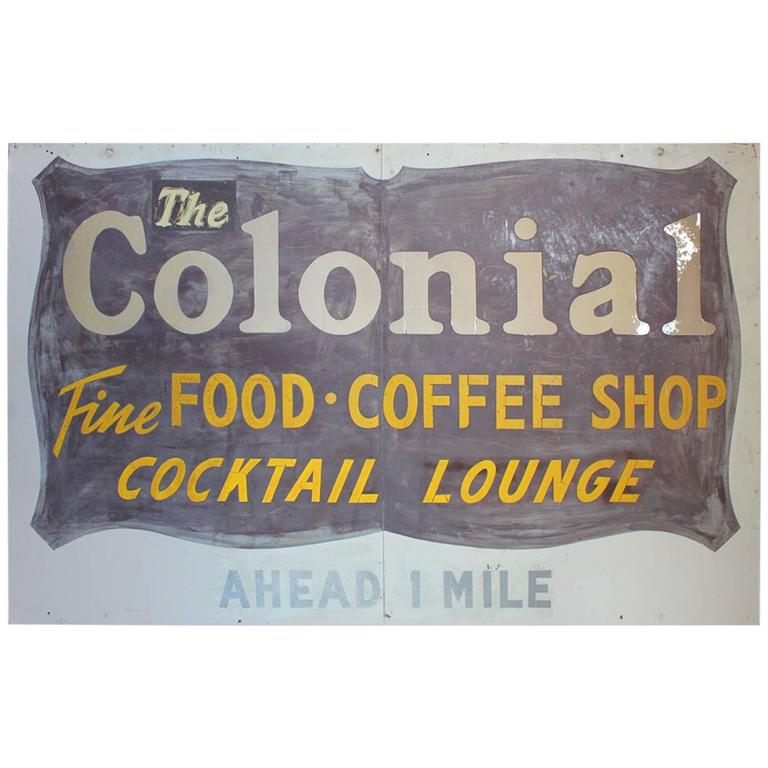 The
Colonial
Fine FOOD · COFFEE SHOP
COCKTAIL LOUNGE
AHEAD 1 MILE